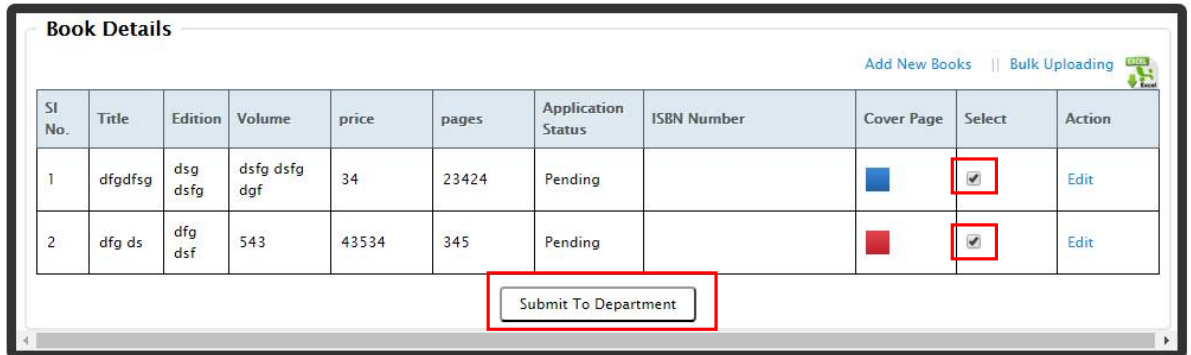 Book Details
Add New Books || Bulk Uploading EXCEL Excel
SI No. Title Edition Volume price pages Application Status ISBN Number Cover Page Select Action
1 dfgdfsg dsg dsfg dsfg dsfg dgf 34 23424 Pending Edit
2 dfg ds dfg dsf 543 43534 345 Pending Edit
Submit To Department